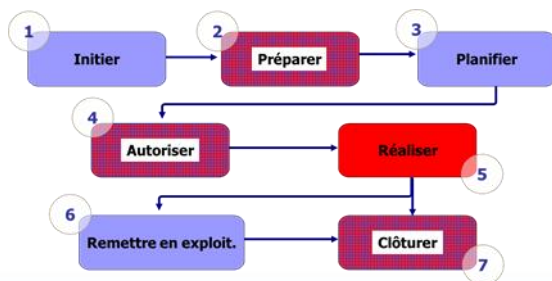 1
Initier
2
Préparer
3
Planifier
4
Autoriser
Réaliser
5
6
Remettre en exploit.
Clôturer
7